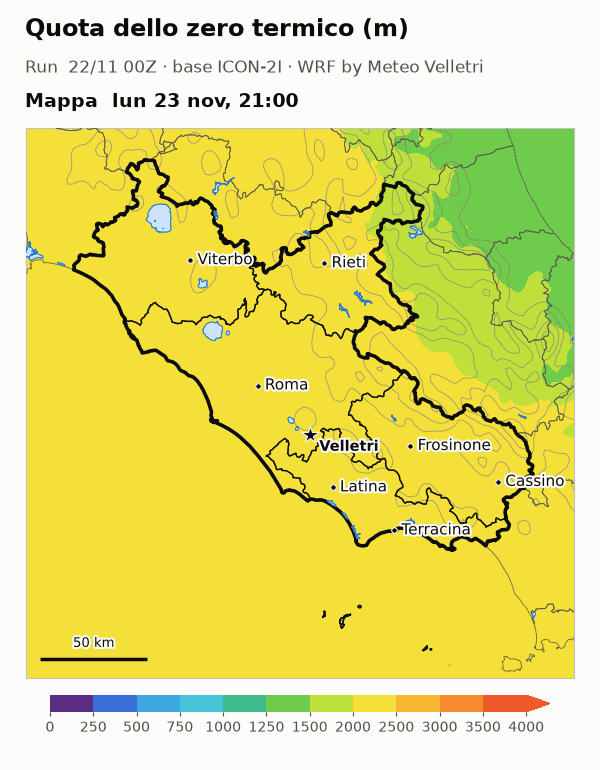 Quota dello zero termico (m)
Run  22/11 00Z · base ICON-2I · WRF by Meteo Velletri
Mappa  lun 23 nov, 21:00
Viterbo
Rieti
Roma
Velletri
Frosinone
Cassino
Latina
Terracina
50 km
0 250 500 750 1000 1250 1500 2000 2500 3000 3500 4000